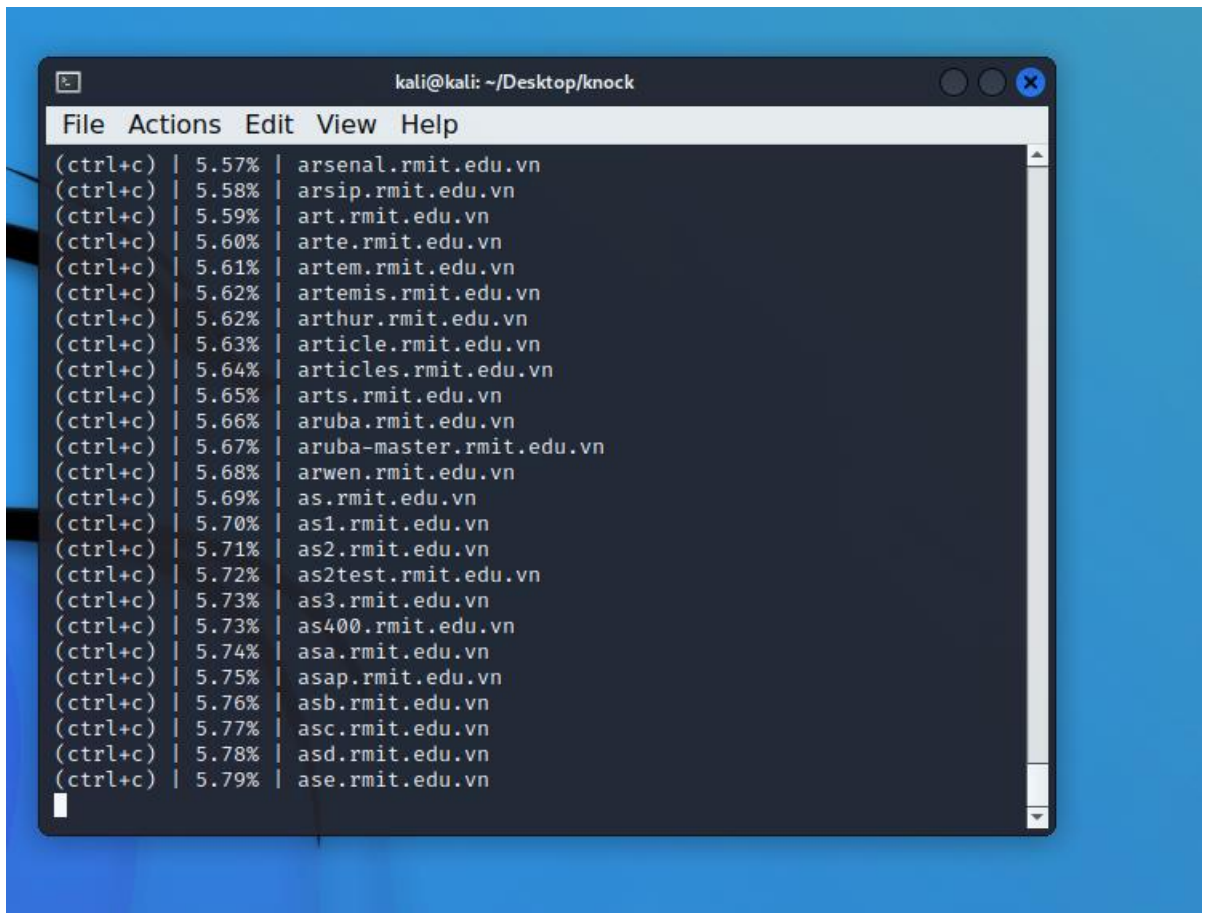 kali@kali: ~/Desktop/knock
File Actions Edit View Help
(ctrl+c) | 5.57% | arsenal.rmit.edu.vn
(ctrl+c) | 5.58% | arsip.rmit.edu.vn
(ctrl+c) | 5.59% | art.rmit.edu.vn
(ctrl+c) | 5.60% | arte.rmit.edu.vn
(ctrl+c) | 5.61% | artem.rmit.edu.vn
(ctrl+c) | 5.62% | artemis.rmit.edu.vn
(ctrl+c) | 5.62% | arthur.rmit.edu.vn
(ctrl+c) | 5.63% | article.rmit.edu.vn
(ctrl+c) | 5.64% | articles.rmit.edu.vn
(ctrl+c) | 5.65% | arts.rmit.edu.vn
(ctrl+c) | 5.66% | aruba.rmit.edu.vn
(ctrl+c) | 5.67% | aruba-master.rmit.edu.vn
(ctrl+c) | 5.68% | arwen.rmit.edu.vn
(ctrl+c) | 5.69% | as.rmit.edu.vn
(ctrl+c) | 5.70% | as1.rmit.edu.vn
(ctrl+c) | 5.71% | as2.rmit.edu.vn
(ctrl+c) | 5.72% | as2test.rmit.edu.vn
(ctrl+c) | 5.73% | as3.rmit.edu.vn
(ctrl+c) | 5.73% | as400.rmit.edu.vn
(ctrl+c) | 5.74% | asa.rmit.edu.vn
(ctrl+c) | 5.75% | asap.rmit.edu.vn
(ctrl+c) | 5.76% | asb.rmit.edu.vn
(ctrl+c) | 5.77% | asc.rmit.edu.vn
(ctrl+c) | 5.78% | asd.rmit.edu.vn
(ctrl+c) | 5.79% | ase.rmit.edu.vn